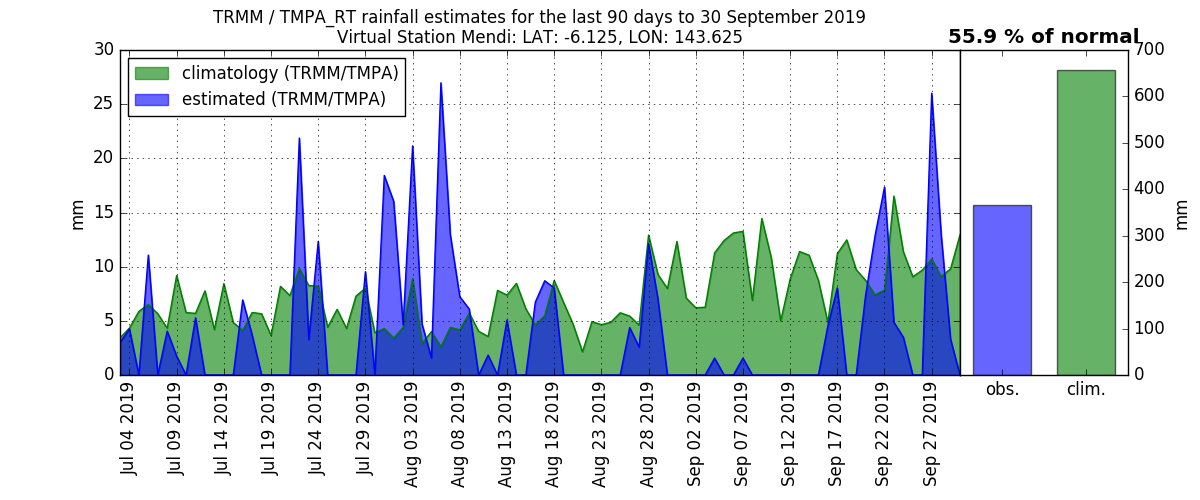 TRMM / TMPA_RT rainfall estimates for the last 90 days to 30 September 2019
Virtual Station Mendi: LAT: -6.125, LON: 143.625
55.9 % of normal
climatology (TRMM/TMPA)
estimated (TRMM/TMPA)
30
25
20
15
10
5
0
mm
Jul 04 2019
Jul 09 2019
Jul 14 2019
Jul 19 2019
Jul 24 2019
Jul 29 2019
Aug 03 2019
Aug 08 2019
Aug 13 2019
Aug 18 2019
Aug 23 2019
Aug 28 2019
Sep 02 2019
Sep 07 2019
Sep 12 2019
Sep 17 2019
Sep 22 2019
Sep 27 2019
obs.
clim.
700
600
500
400
300
200
100
0
mm